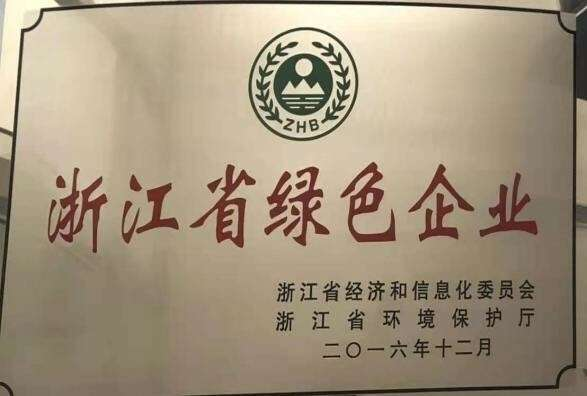 ZHB
浙江省绿色企业
浙江省经济和信息化委员会
浙江省环境保护厅
二〇一六年十二月